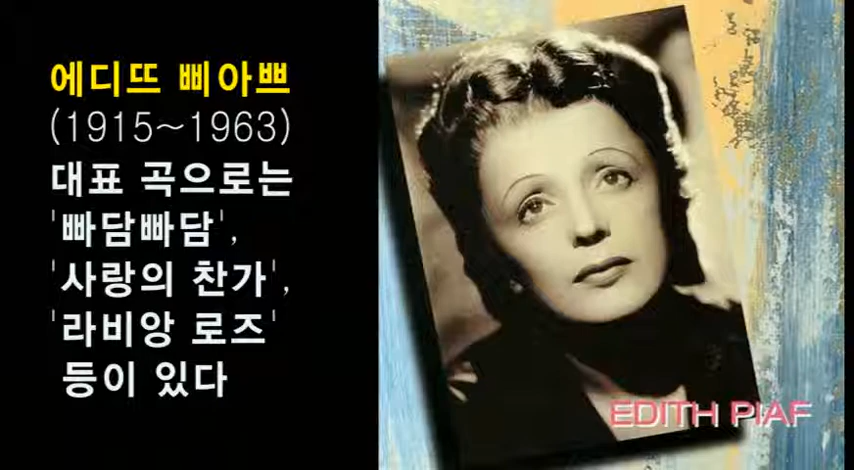 에디뜨 삐아쁘
(1915~1963)
대표 곡으로는
'빠담빠담',
'사랑의 찬가',
'라비앙 로즈'
등이 있다
EDITH PIAF